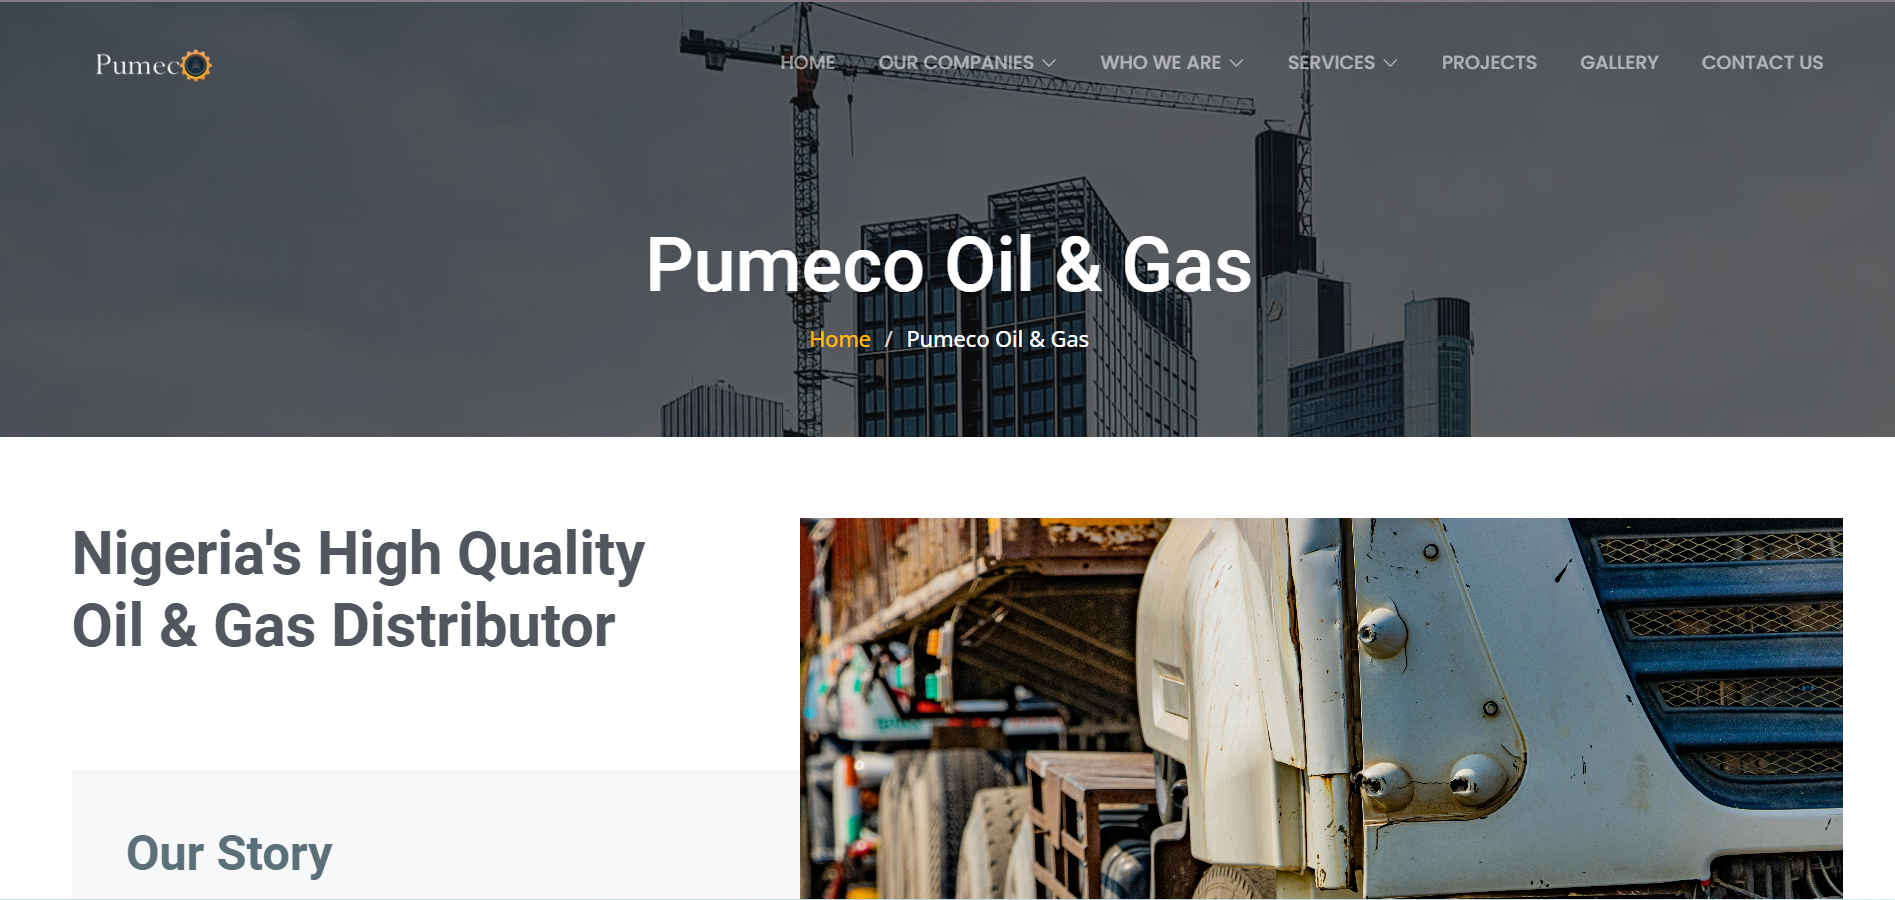 Pumeco
HOME OUR COMPANIES WHO WE ARE SERVICES PROJECTS GALLERY CONTACT US
Pumeco Oil & Gas
Home / Pumeco Oil & Gas
Nigeria's High Quality
Oil & Gas Distributor
Our Story